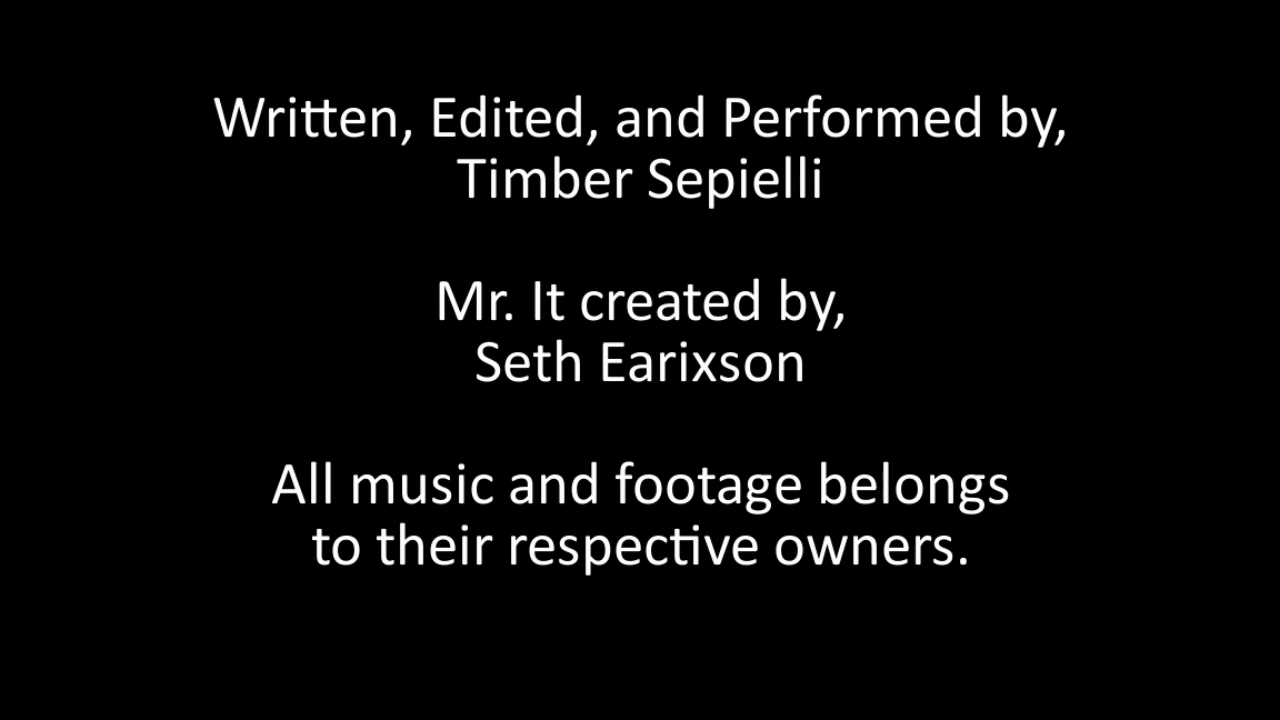 Written, Edited, and Performed by,
Timber Sepielli
Mr. It created by,
Seth Earixson
All music and footage belongs
to their respective owners.